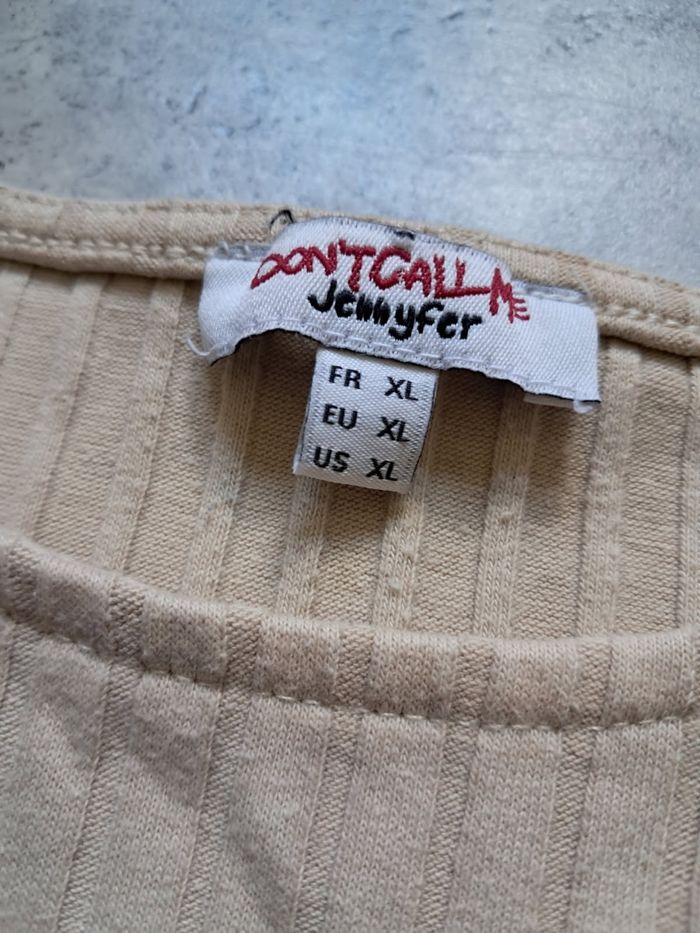 DON'T CALL ME
Jennyfer
FR XL
EU XL
US XL